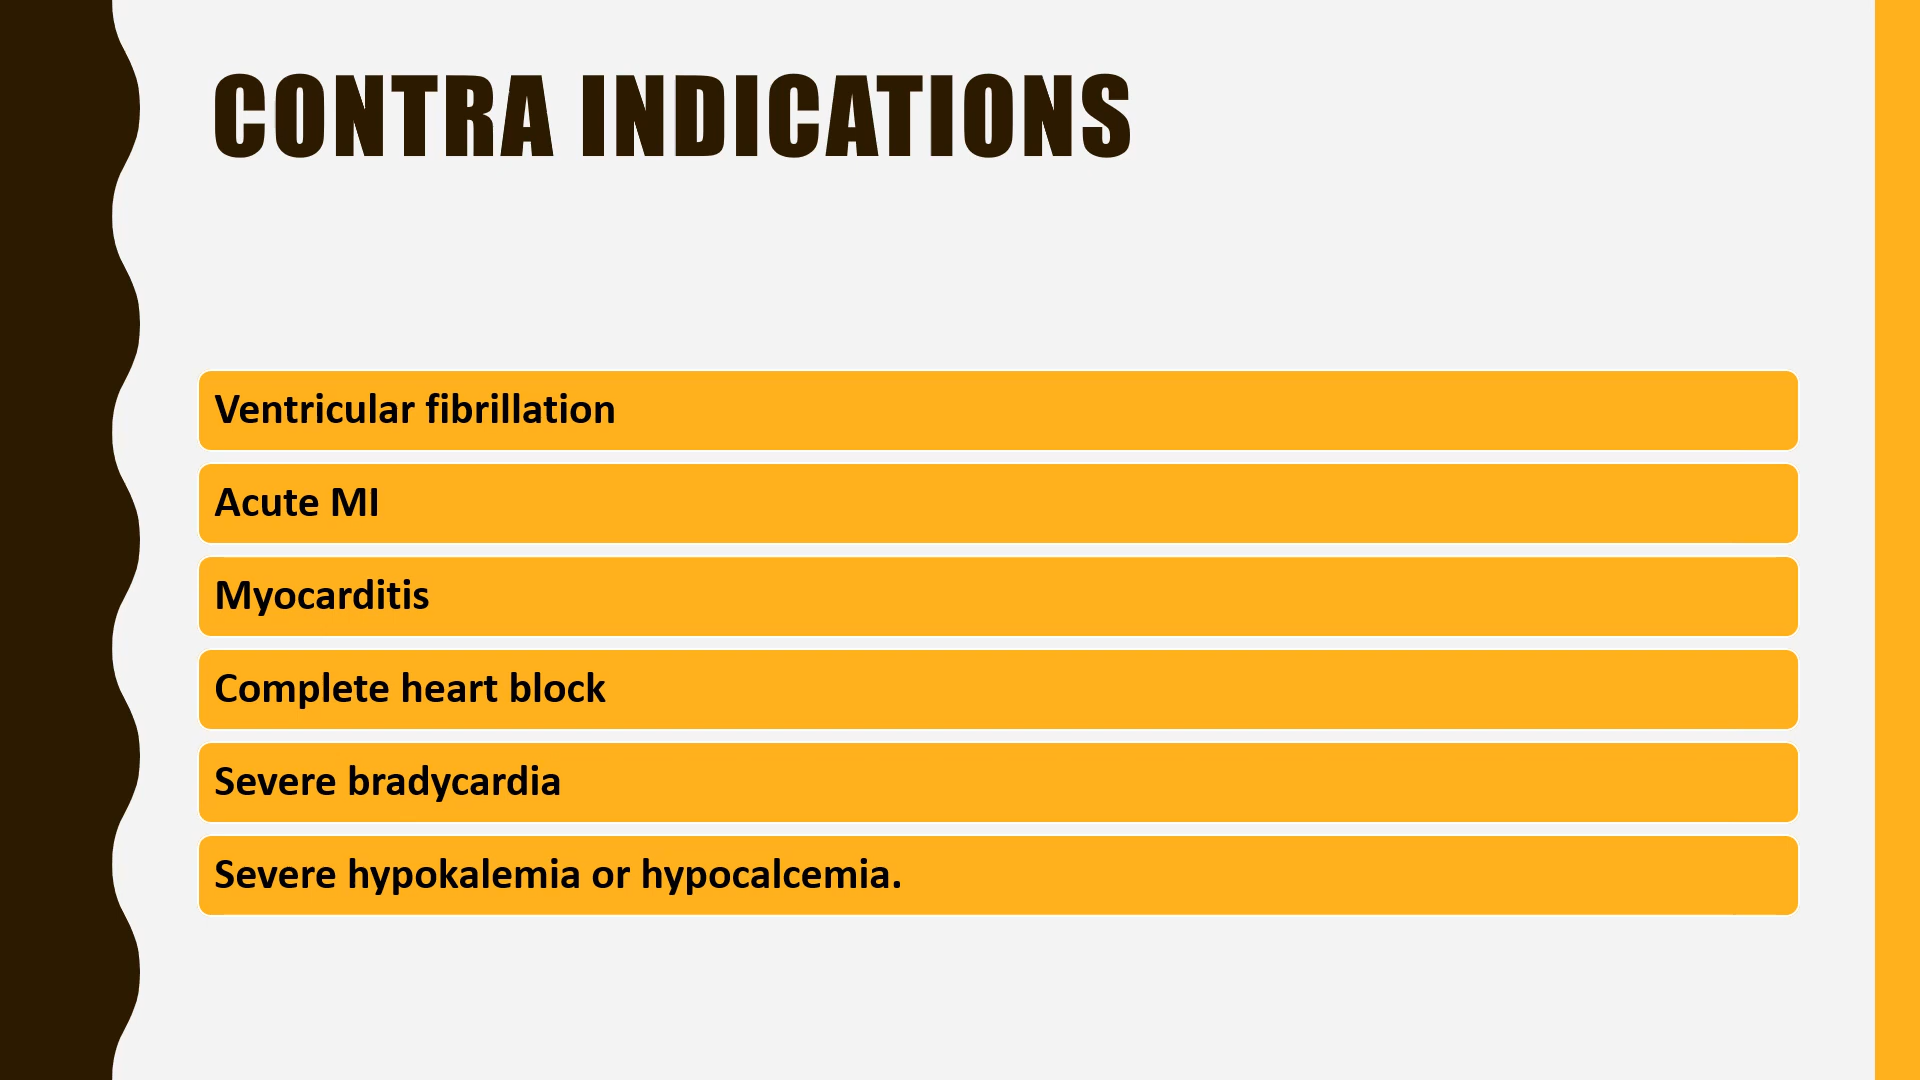 CONTRA INDICATIONS
Ventricular fibrillation
Acute MI
Myocarditis
Complete heart block
Severe bradycardia
Severe hypokalemia or hypocalcemia.